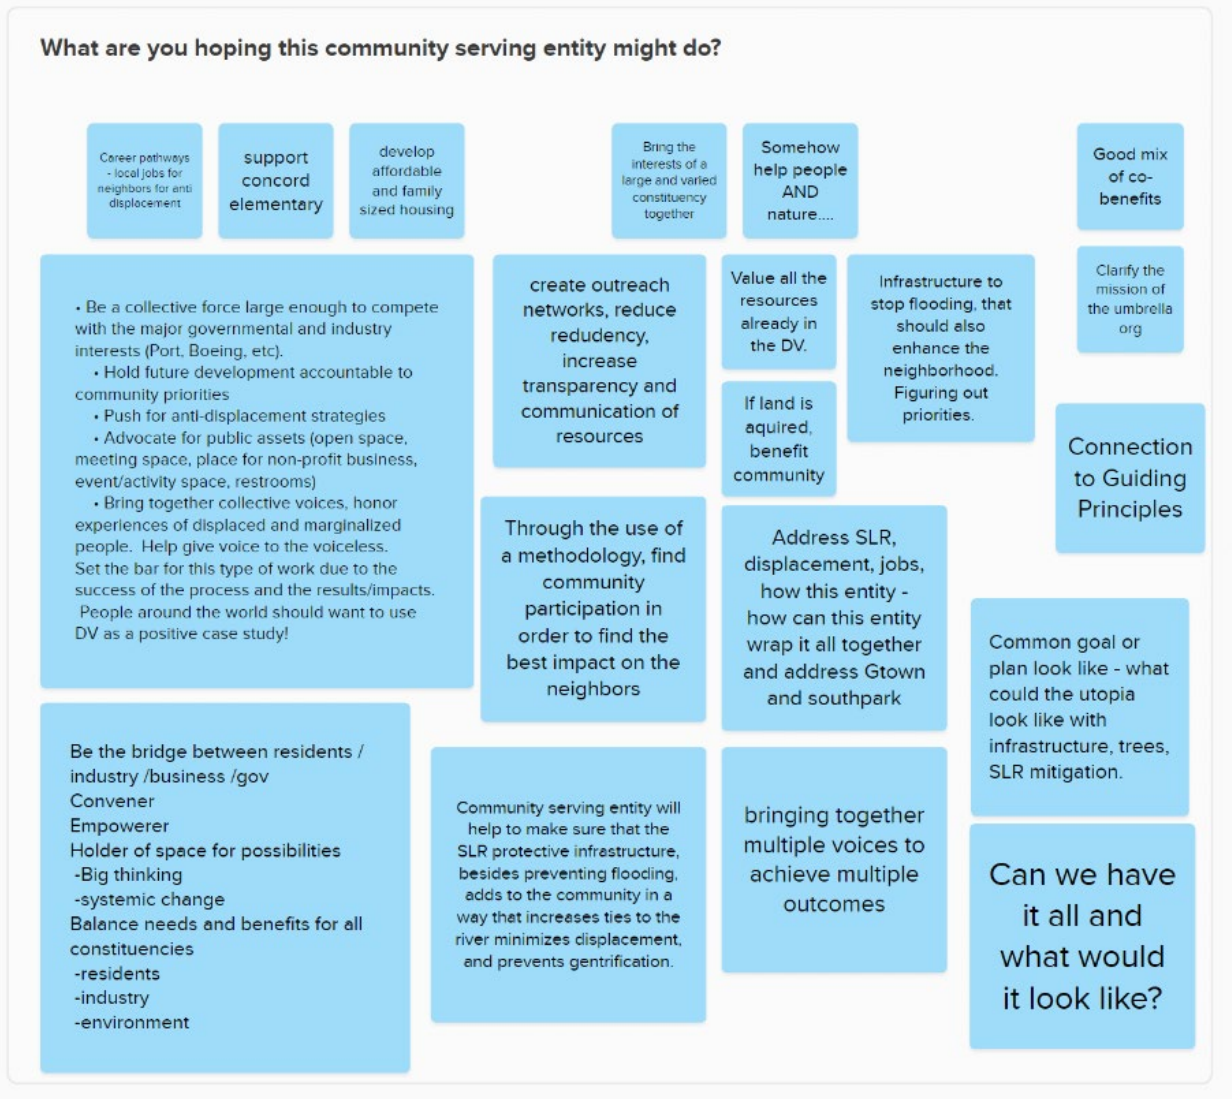 What are you hoping this community serving entity might do?
Career pathways
- local jobs for
neighbors for anti
displacement
support
concord
elementary
develop
affordable
and family
sized housing
Bring the
interests of a
large and varied
constituency
together
Somehow
help people
AND
nature....
Good mix
of co-
benefits
• Be a collective force large enough to compete
with the major governmental and industry
interests (Port, Boeing, etc).
• Hold future development accountable to
community priorities
• Push for anti-displacement strategies
• Advocate for public assets (open space,
meeting space, place for non-profit business,
event/activity space, restrooms)
• Bring together collective voices, honor
experiences of displaced and marginalized
people. Help give voice to the voiceless.
Set the bar for this type of work due to the
success of the process and the results/impacts.
People around the world should want to use
DV as a positive case study!
create outreach
networks, reduce
redudency,
increase
transparency and
communication of
resources
Value all the
resources
already in
the DV.
Infrastructure to
stop flooding, that
should also
enhance the
neighborhood.
Figuring out
priorities.
Clarify the
mission of
the umbrella
org
If land is
aquired,
benefit
community
Connection
to Guiding
Principles
Through the use of
a methodology, find
community
participation in
order to find the
best impact on the
neighbors
Address SLR,
displacement, jobs,
how this entity -
how can this entity
wrap it all together
and address Gtown
and southpark
Common goal or
plan look like - what
could the utopia
look like with
infrastructure, trees,
SLR mitigation.
Be the bridge between residents /
industry /business /gov
Convener
Empowerer
Holder of space for possibilities
-Big thinking
-systemic change
Balance needs and benefits for all
constituencies
-residents
-industry
-environment
Community serving entity will
help to make sure that the
SLR protective infrastructure,
besides preventing flooding,
adds to the community in a
way that increases ties to the
river minimizes displacement,
and prevents gentrification.
bringing together
multiple voices to
achieve multiple
outcomes
Can we have
it all and
what would
it look like?